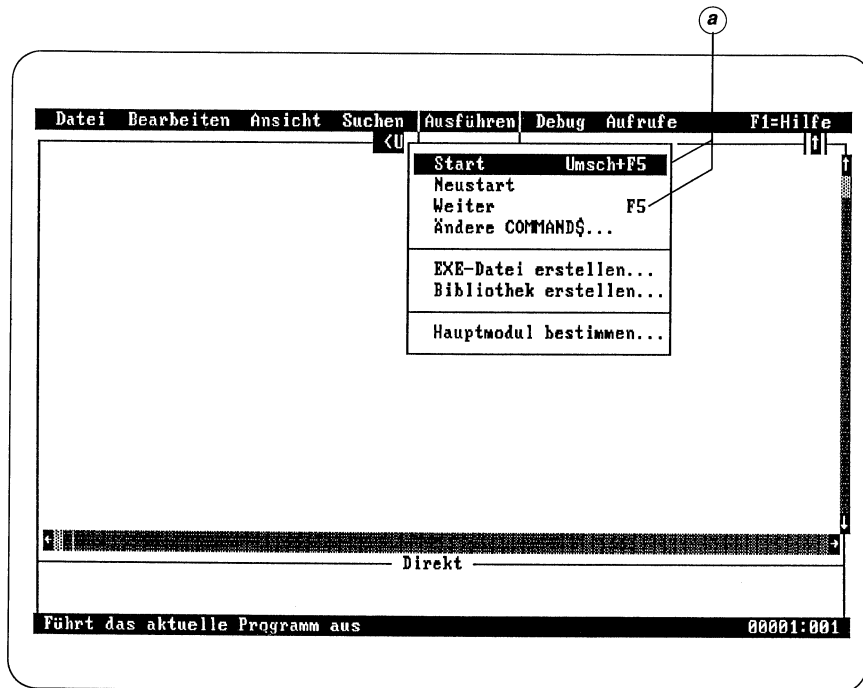 a
Datei Bearbeiten Ansicht Suchen Ausführen Debug Aufrufe F1=Hilfe
<U
Start Umsch+F5
Neustart
Weiter F5
Ändere COMMAND$...
EXE-Datei erstellen...
Bibliothek erstellen...
Hauptmodul bestimmen...
Direkt
Führt das aktuelle Programm aus 00001:001